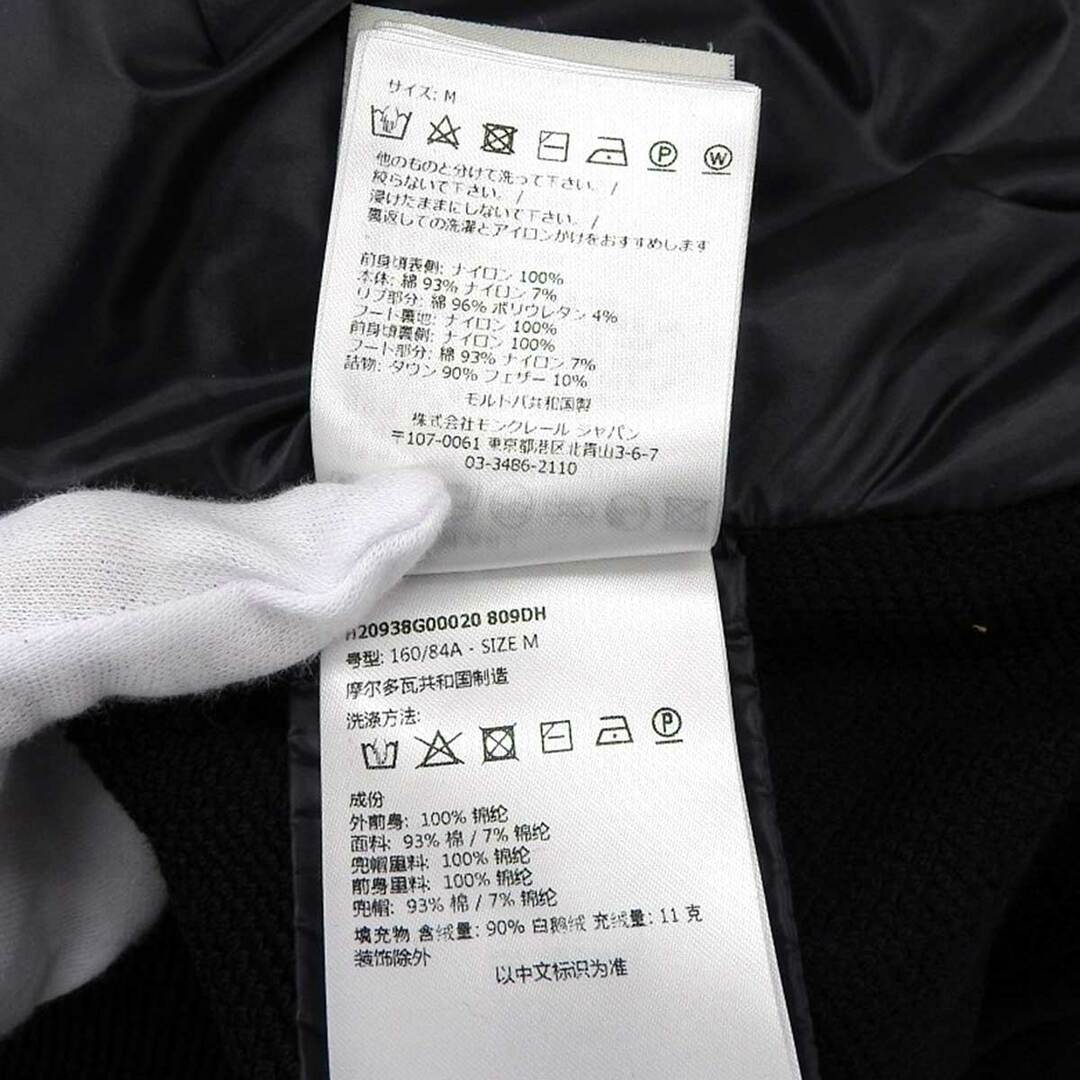 サイズ: M
P W
他のものと分けて洗って下さい。/
絞らないで下さい。/
浸けたままにしないで下さい。/
裏返しての洗濯とアイロンがけをおすすめします
前身頃表側: ナイロン 100%
本体: 綿 93% ナイロン 7%
リブ部分: 綿 96% ポリウレタン 4%
フード裏地: ナイロン 100%
前身頃裏側: ナイロン 100%
フード部分: 綿 93% ナイロン 7%
詰物: ダウン 90% フェザー 10%
モルドバ共和国製
株式会社モンクレール ジャパン
〒107-0061 東京都港区北青山3-6-7
03-3486-2110
H20938G00020 809DH
号型: 160/84A - SIZE M
摩尔多瓦共和国制造
洗涤方法:
P
成份
外前身: 100% 锦纶
面料: 93% 棉 / 7% 锦纶
兜帽里料: 100% 锦纶
前身里料: 100% 锦纶
兜帽: 93% 棉 / 7% 锦纶
填充物 含绒量: 90% 白鹅绒 充绒量: 11 克
装饰除外
以中文标识为准